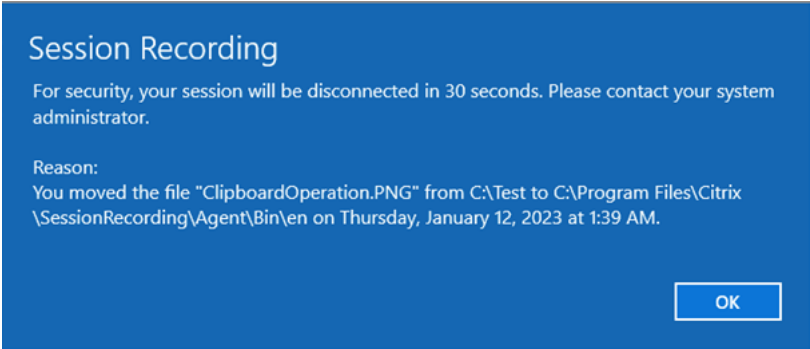 Session Recording
For security, your session will be disconnected in 30 seconds. Please contact your system
administrator.
Reason:
You moved the file "ClipboardOperation.PNG" from C:\Test to C:\Program Files\Citrix
\SessionRecording\Agent\Bin\en on Thursday, January 12, 2023 at 1:39 AM.
OK